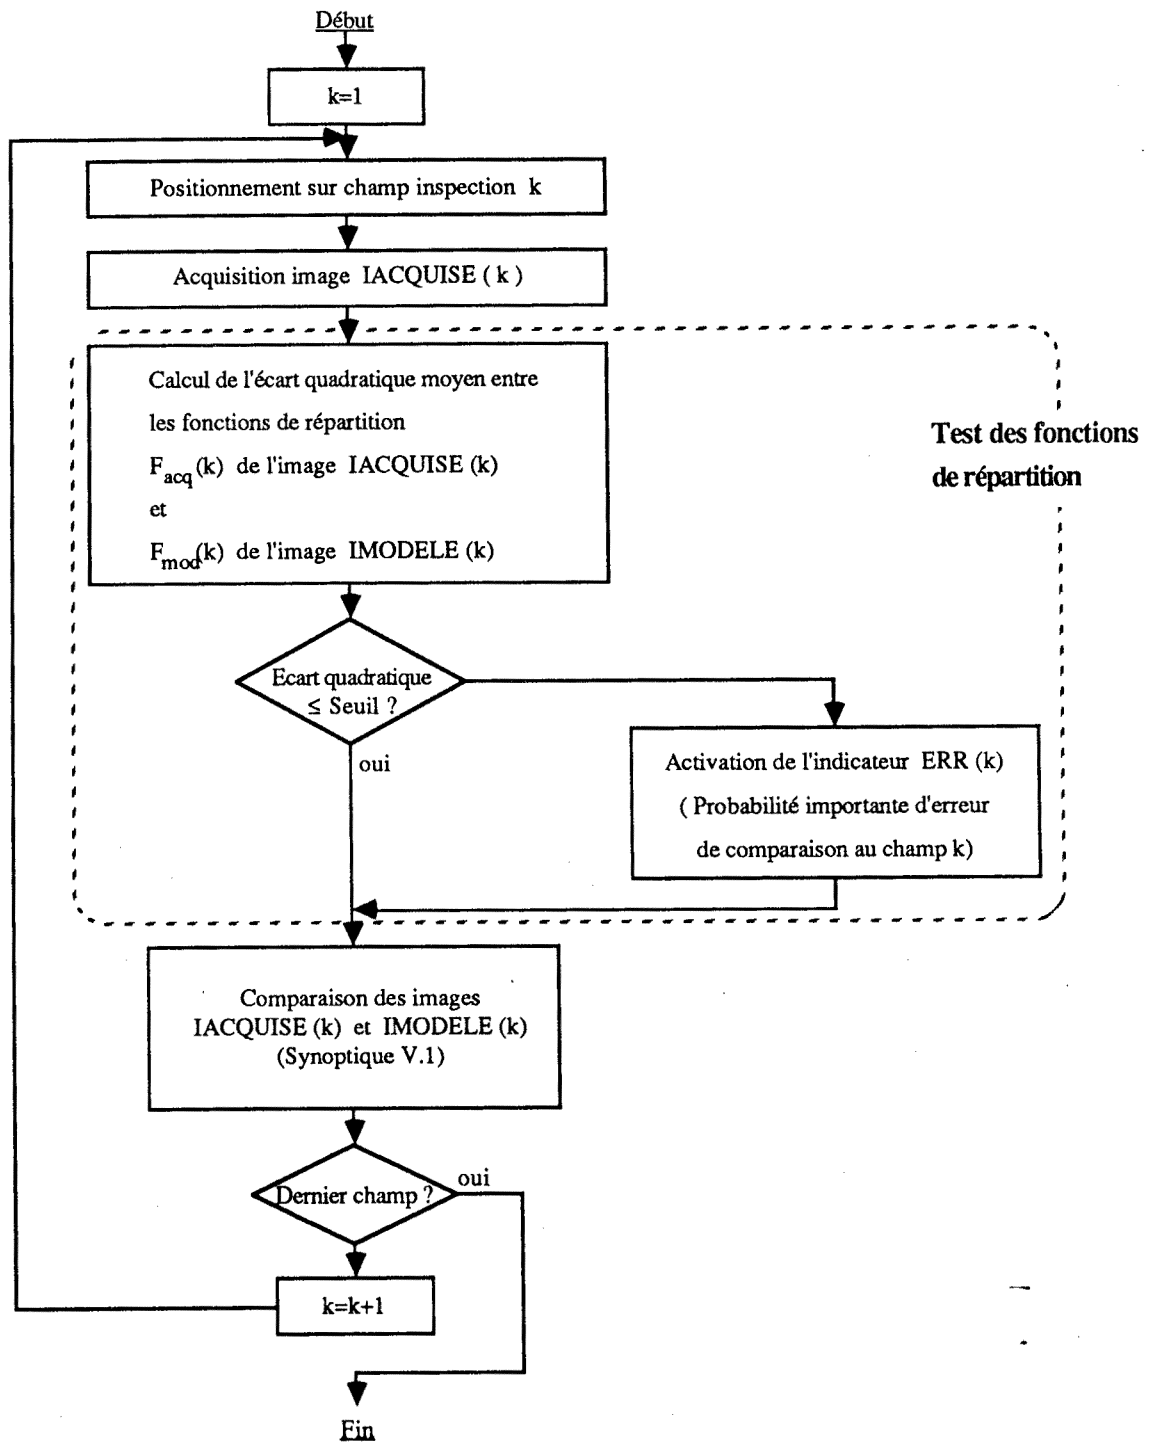 Début
k=1
Positionnement sur champ inspection k
Acquisition image IACQUISE ( k )
Calcul de l'écart quadratique moyen entre
les fonctions de répartition
Facq(k) de l'image IACQUISE (k)
et
Fmod(k) de l'image IMODELE (k)
Test des fonctions
de répartition
Ecart quadratique
≤ Seuil ?
oui
Activation de l'indicateur ERR (k)
( Probabilité importante d'erreur
de comparaison au champ k)
Comparaison des images
IACQUISE (k) et IMODELE (k)
(Synoptique V.1)
Dernier champ ?
oui
k=k+1
Fin